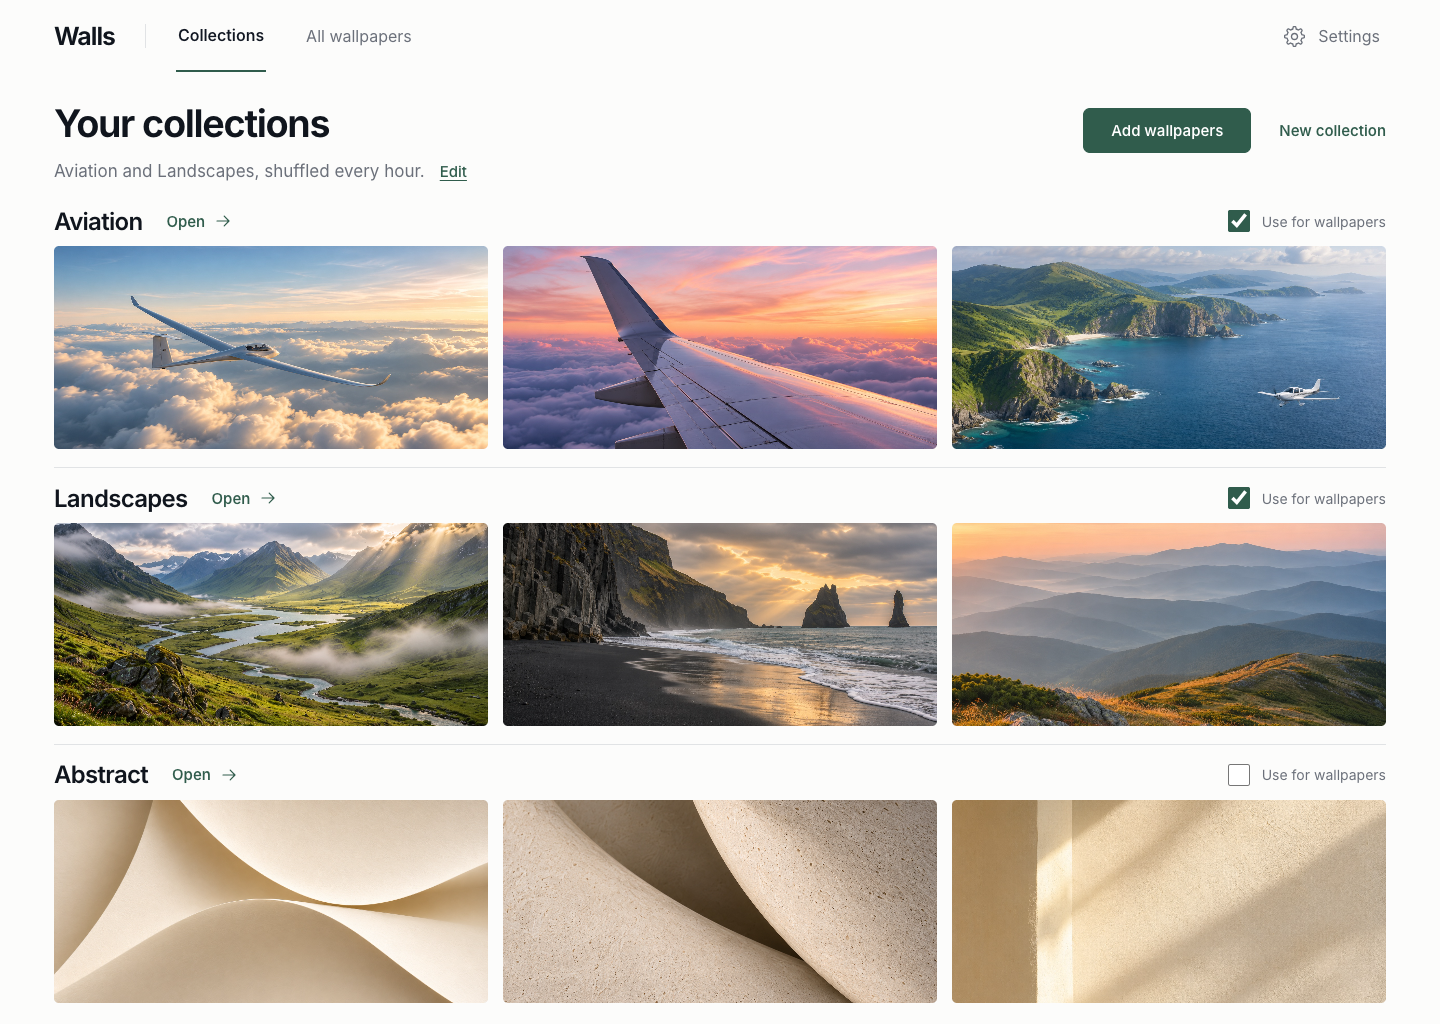 Walls
Collections
All wallpapers
Settings
Your collections
Add wallpapers
New collection
Aviation and Landscapes, shuffled every hour. Edit
Aviation
Open →
Use for wallpapers
Landscapes
Open →
Use for wallpapers
Abstract
Open →
Use for wallpapers